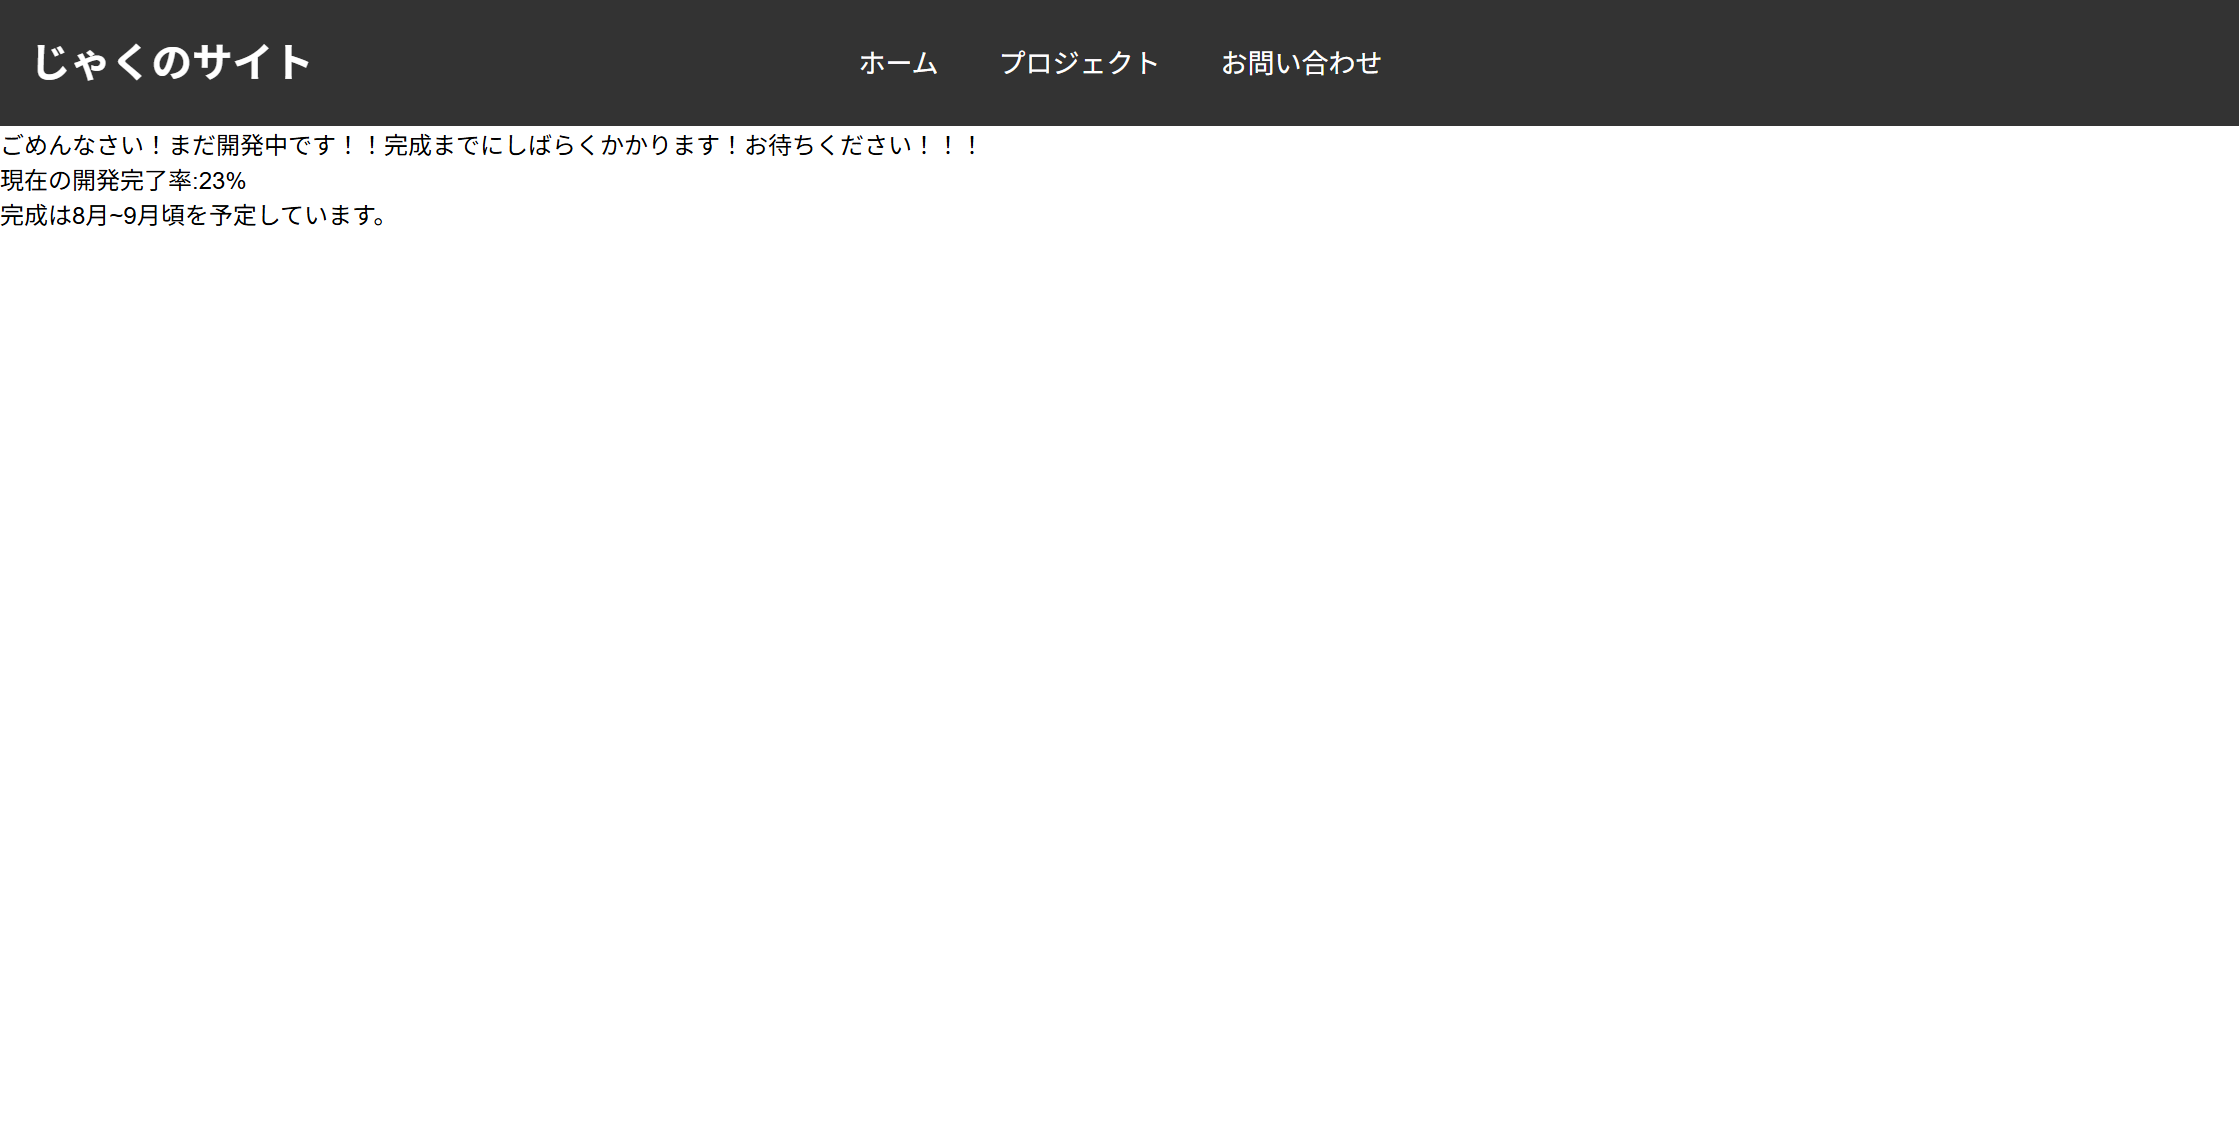 じゃくのサイト
ホーム プロジェクト お問い合わせ
ごめんなさい！まだ開発中です！！完成までにしばらくかかります！お待ちください！！！
現在の開発完了率:23%
完成は8月~9月頃を予定しています。